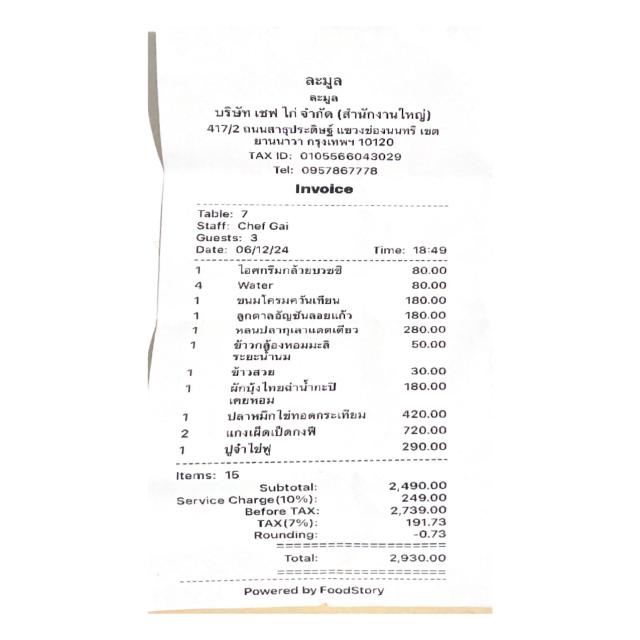 ละมูล
ละมูล
บริษัท เชฟ ไก่ จำกัด (สำนักงานใหญ่)
417/2 ถนนสาธุประดิษฐ์ แขวงช่องนนทรี เขต
ยานนาวา กรุงเทพฯ 10120
TAX ID: 0105566043029
Tel: 0957867778
Invoice
Table: 7
Staff: Chef Gai
Guests: 3
Date: 06/12/24 Time: 18:49
1 ไอศกรีมกล้วยบวชชี 80.00
4 Water 80.00
1 ขนมโครมควันเทียน 180.00
1 ลูกตาลอัญชันลอยแก้ว 180.00
1 หลนปลากุเลาแดดเดียว 280.00
1 ข้าวกล้องหอมมะลิ 50.00
ระยะน้ำนม
1 ข้าวสวย 30.00
1 ผักบุ้งไทยฉ่าน้ำกะปิ 180.00
เคยหอม
1 ปลาหมึกไข่ทอดกระเทียม 420.00
2 แกงเผ็ดเป็ดกงฟี 720.00
1 ปูจ๋าไข่ฟู 290.00
Items: 15
Subtotal: 2,490.00
Service Charge(10%): 249.00
Before TAX: 2,739.00
TAX(7%): 191.73
Rounding: -0.73
Total: 2,930.00
Powered by FoodStory